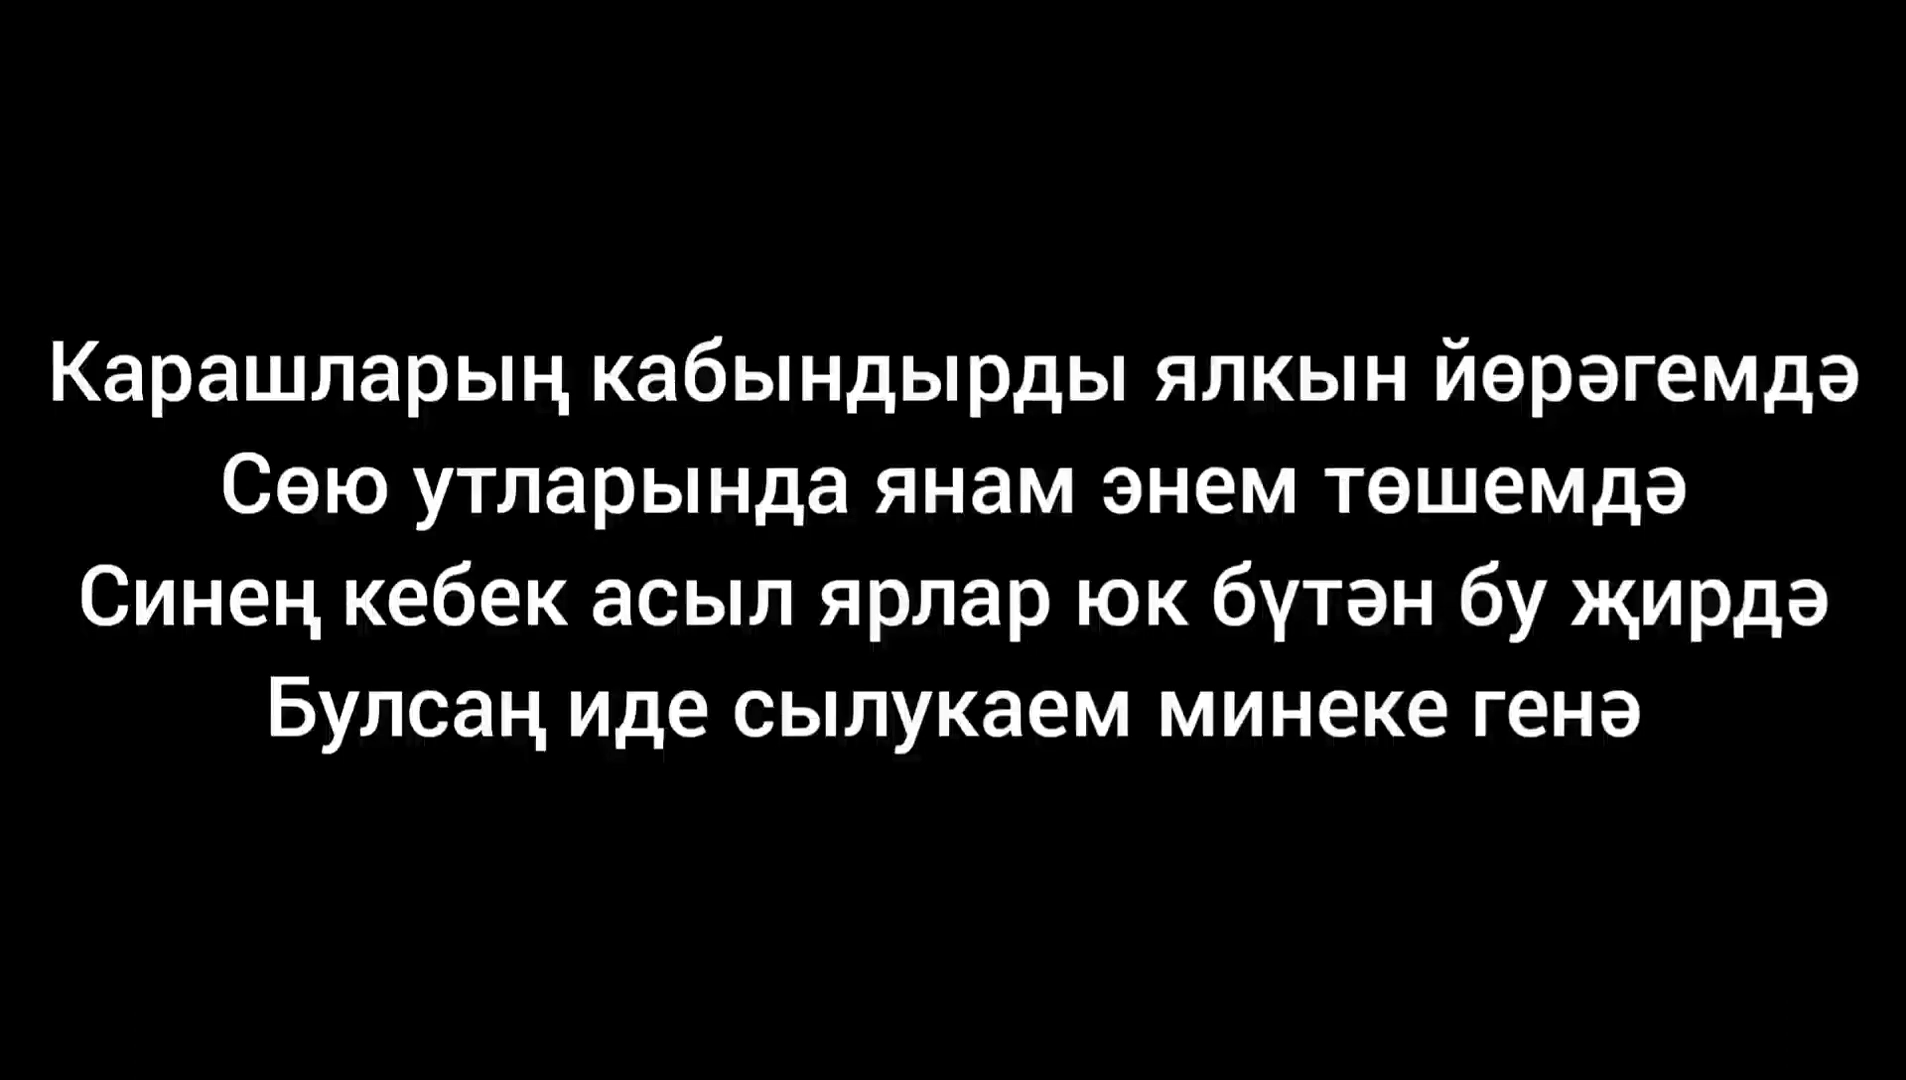 Карашларың кабындырды ялкын йөрәгемдә
Сөю утларында янам энем төшемдә
Синең кебек асыл ярлар юк бүтән бу җирдә
Булсаң иде сылукаем минеке генә